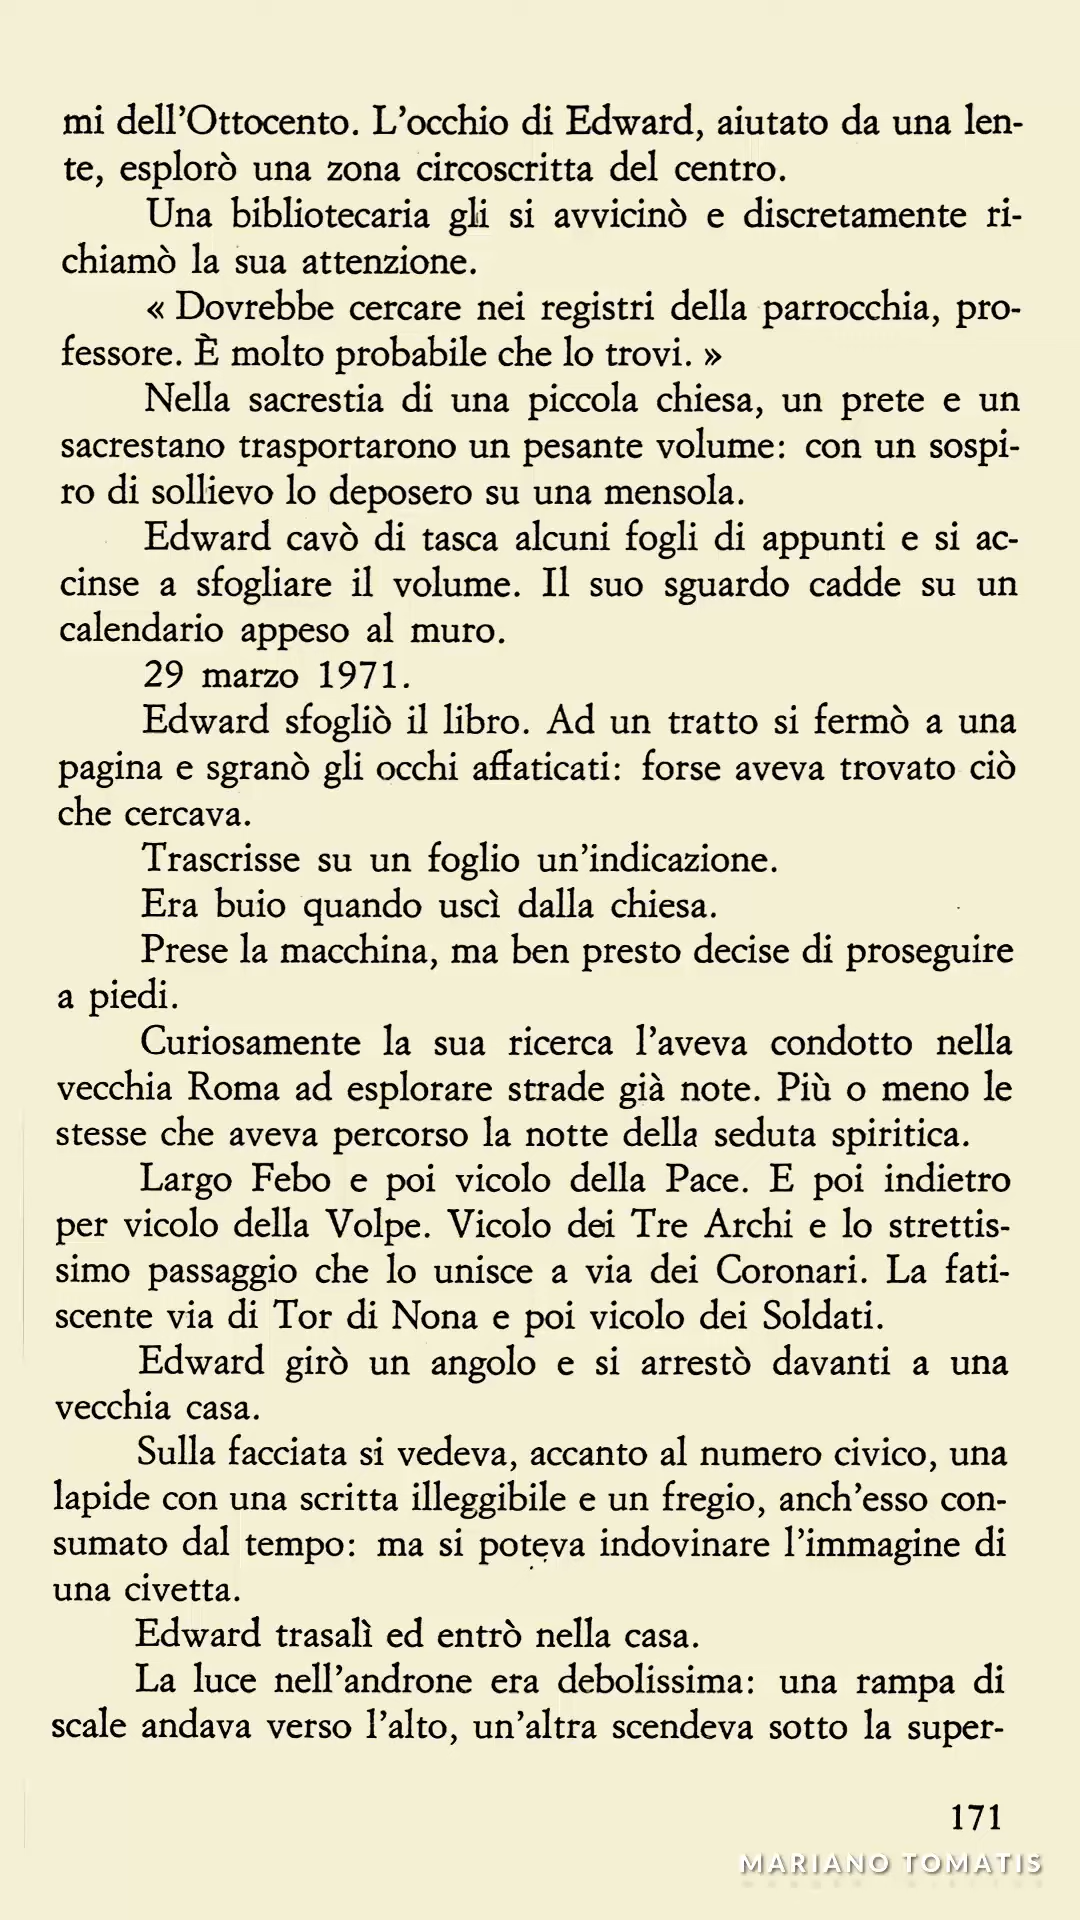 mi dell'Ottocento. L'occhio di Edward, aiutato da una len-
te, esplorò una zona circoscritta del centro.
Una bibliotecaria gli si avvicinò e discretamente ri-
chiamò la sua attenzione.
« Dovrebbe cercare nei registri della parrocchia, pro-
fessore. È molto probabile che lo trovi. »
Nella sacrestia di una piccola chiesa, un prete e un
sacrestano trasportarono un pesante volume: con un sospi-
ro di sollievo lo deposero su una mensola.
Edward cavò di tasca alcuni fogli di appunti e si ac-
cinse a sfogliare il volume. Il suo sguardo cadde su un
calendario appeso al muro.
29 marzo 1971.
Edward sfogliò il libro. Ad un tratto si fermò a una
pagina e sgranò gli occhi affaticati: forse aveva trovato ciò
che cercava.
Trascrisse su un foglio un'indicazione.
Era buio quando uscì dalla chiesa.
Prese la macchina, ma ben presto decise di proseguire
a piedi.
Curiosamente la sua ricerca l'aveva condotto nella
vecchia Roma ad esplorare strade già note. Più o meno le
stesse che aveva percorso la notte della seduta spiritica.
Largo Febo e poi vicolo della Pace. E poi indietro
per vicolo della Volpe. Vicolo dei Tre Archi e lo strettis-
simo passaggio che lo unisce a via dei Coronari. La fati-
scente via di Tor di Nona e poi vicolo dei Soldati.
Edward girò un angolo e si arrestò davanti a una
vecchia casa.
Sulla facciata si vedeva, accanto al numero civico, una
lapide con una scritta illeggibile e un fregio, anch'esso con-
sumato dal tempo: ma si poteva indovinare l'immagine di
una civetta.
Edward trasalì ed entrò nella casa.
La luce nell'androne era debolissima: una rampa di
scale andava verso l'alto, un'altra scendeva sotto la super-
171
MARIANO TOMATIS